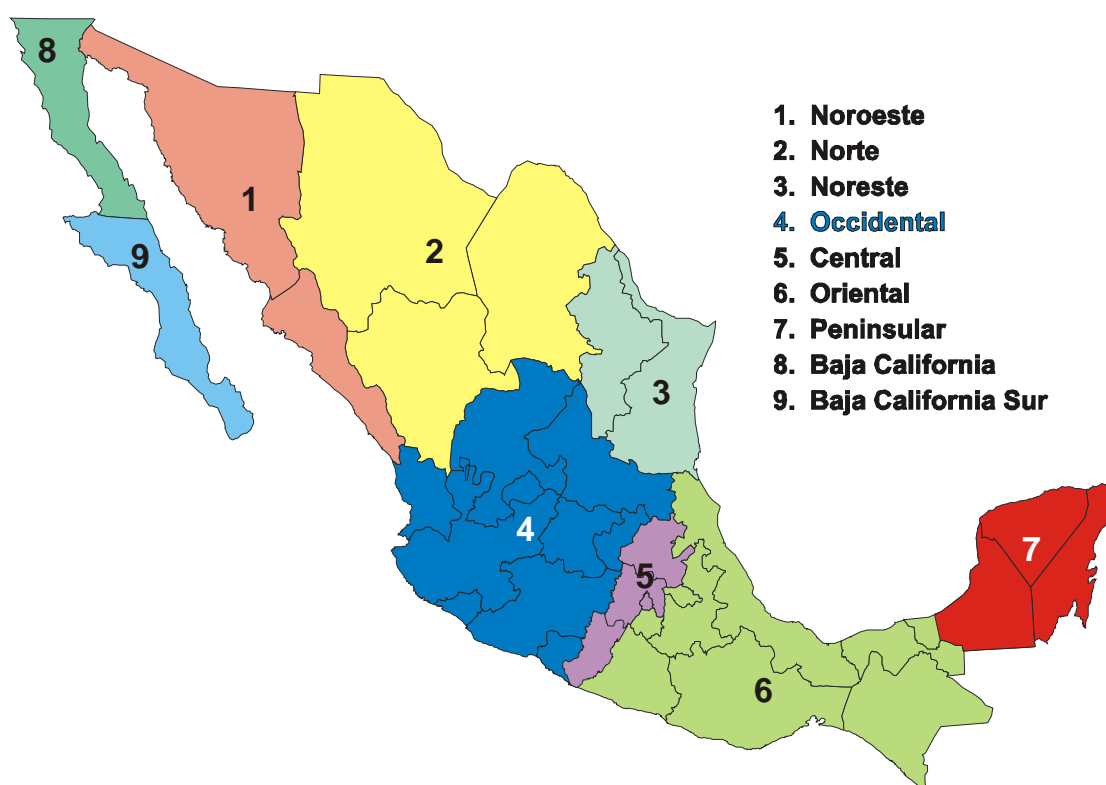 8
1. Noroeste
2. Norte
3. Noreste
4. Occidental
5. Central
6. Oriental
7. Peninsular
8. Baja California
9. Baja California Sur
1
2
9
3
4
7
5
6